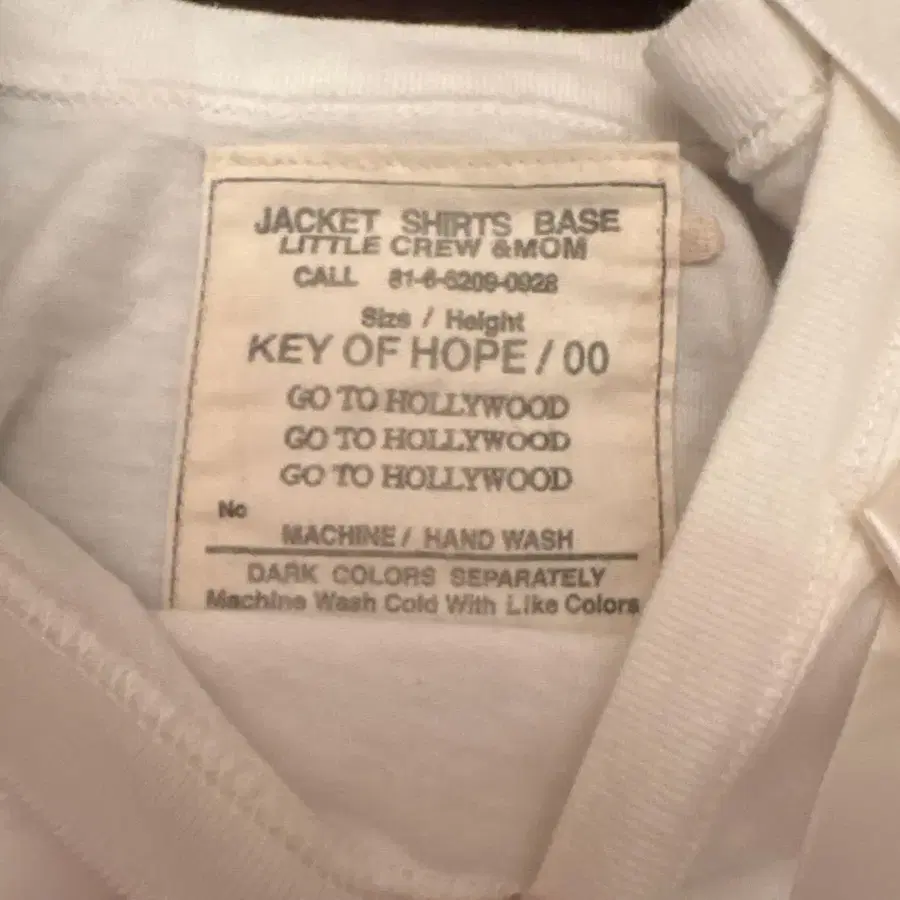 JACKET SHIRTS BASE
LITTLE CREW &MOM
CALL 81-6-6209-0928
Size / Height
KEY OF HOPE / 00
GO TO HOLLYWOOD
GO TO HOLLYWOOD
GO TO HOLLYWOOD
No
MACHINE / HAND WASH
DARK COLORS SEPARATELY
Machine Wash Cold With Like Colors